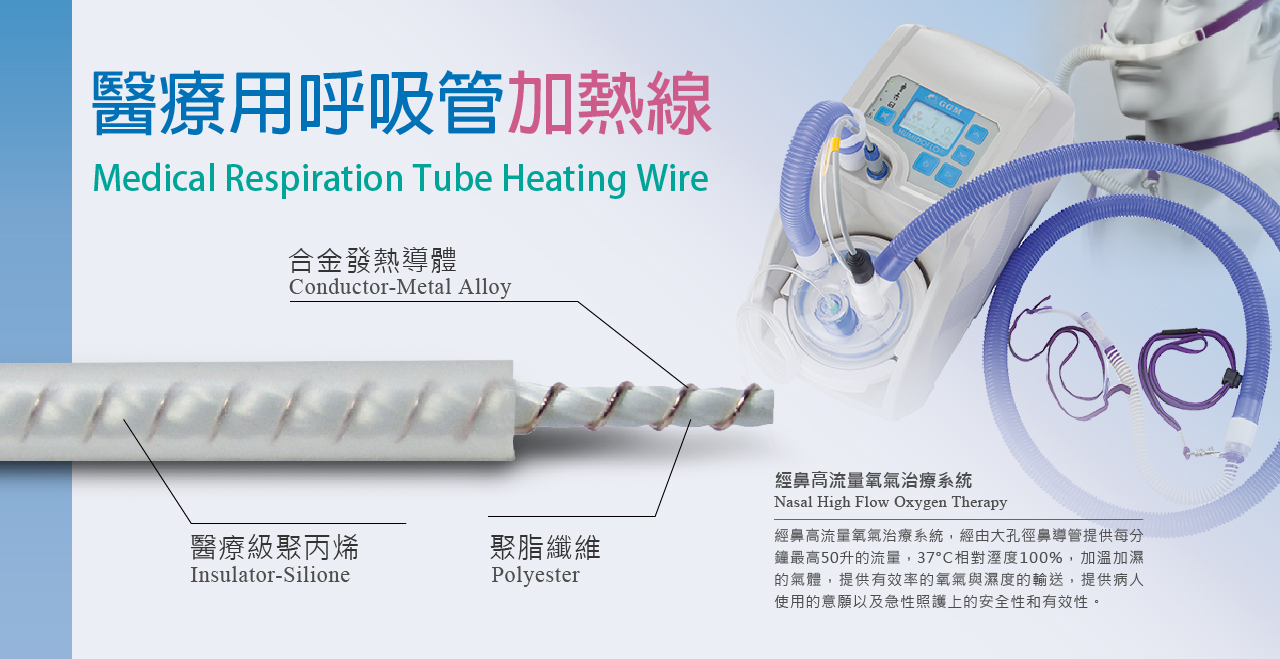 醫療用呼吸管加熱線
Medical Respiration Tube Heating Wire
合金發熱導體
Conductor-Metal Alloy
醫療級聚丙烯
Insulator-Silione
聚脂纖維
Polyester
GGM
HUMIDOFLO
經鼻高流量氧氣治療系統
Nasal High Flow Oxygen Therapy
經鼻高流量氧氣治療系統，經由大孔徑鼻導管提供每分
鐘最高50升的流量，37°C相對溼度100%，加溫加濕
的氣體，提供有效率的氧氣與濕度的輸送，提供病人
使用的意願以及急性照護上的安全性和有效性。